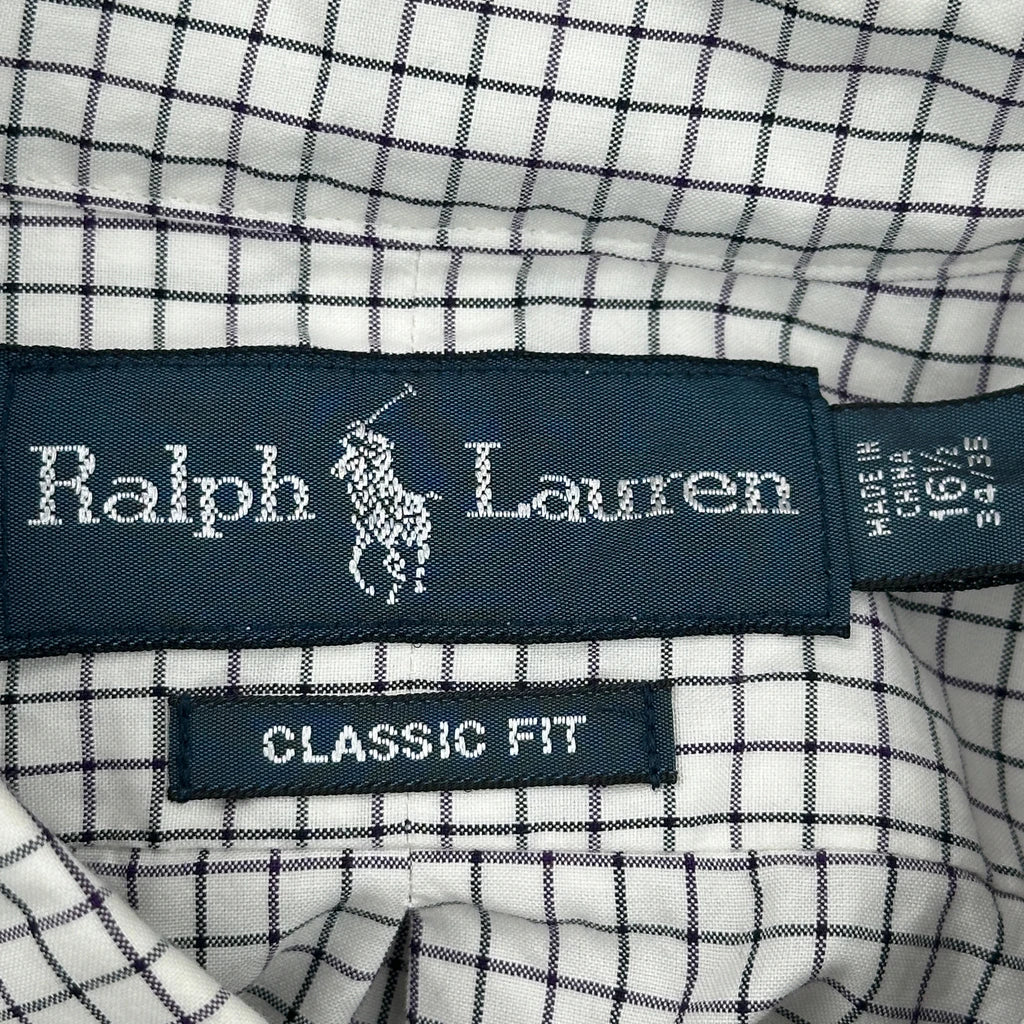 Ralph Lauren
MADE IN
CHINA
16½
34/35
CLASSIC FIT